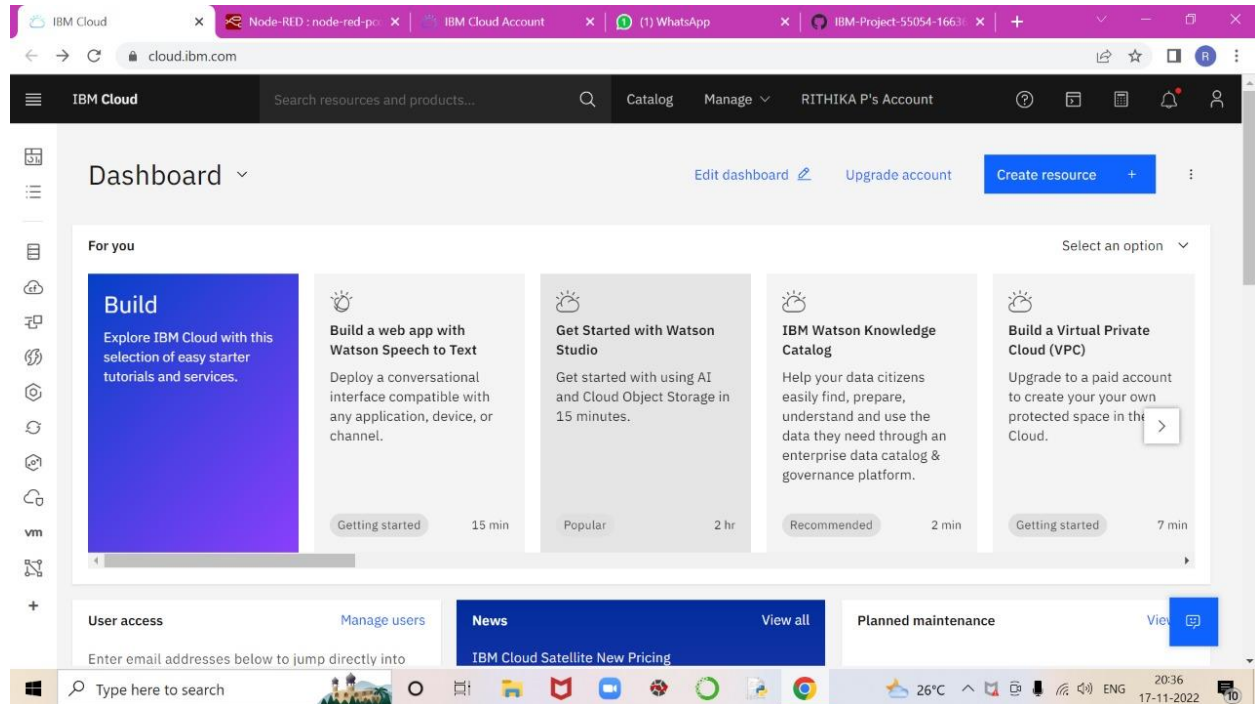 IBM Cloud
Node-RED : node-red-po
IBM Cloud Account
(1) WhatsApp
IBM-Project-55054-1663
cloud.ibm.com
R
IBM Cloud
Search resources and products...
Catalog
Manage
RITHIKA P's Account
Dashboard
Edit dashboard
Upgrade account
Create resource +
For you
Select an option
Build
Explore IBM Cloud with this
selection of easy starter
tutorials and services.
Build a web app with
Watson Speech to Text
Deploy a conversational
interface compatible with
any application, device, or
channel.
Getting started
15 min
Get Started with Watson
Studio
Get started with using AI
and Cloud Object Storage in
15 minutes.
Popular
2 hr
IBM Watson Knowledge
Catalog
Help your data citizens
easily find, prepare,
understand and use the
data they need through an
enterprise data catalog &
governance platform.
Recommended
2 min
Build a Virtual Private
Cloud (VPC)
Upgrade to a paid account
to create your your own
protected space in the
Cloud.
Getting started
7 min
vm
User access
Manage users
Enter email addresses below to jump directly into
News
View all
IBM Cloud Satellite New Pricing
Planned maintenance
View
Type here to search
26°C
ENG
20:36
17-11-2022
10